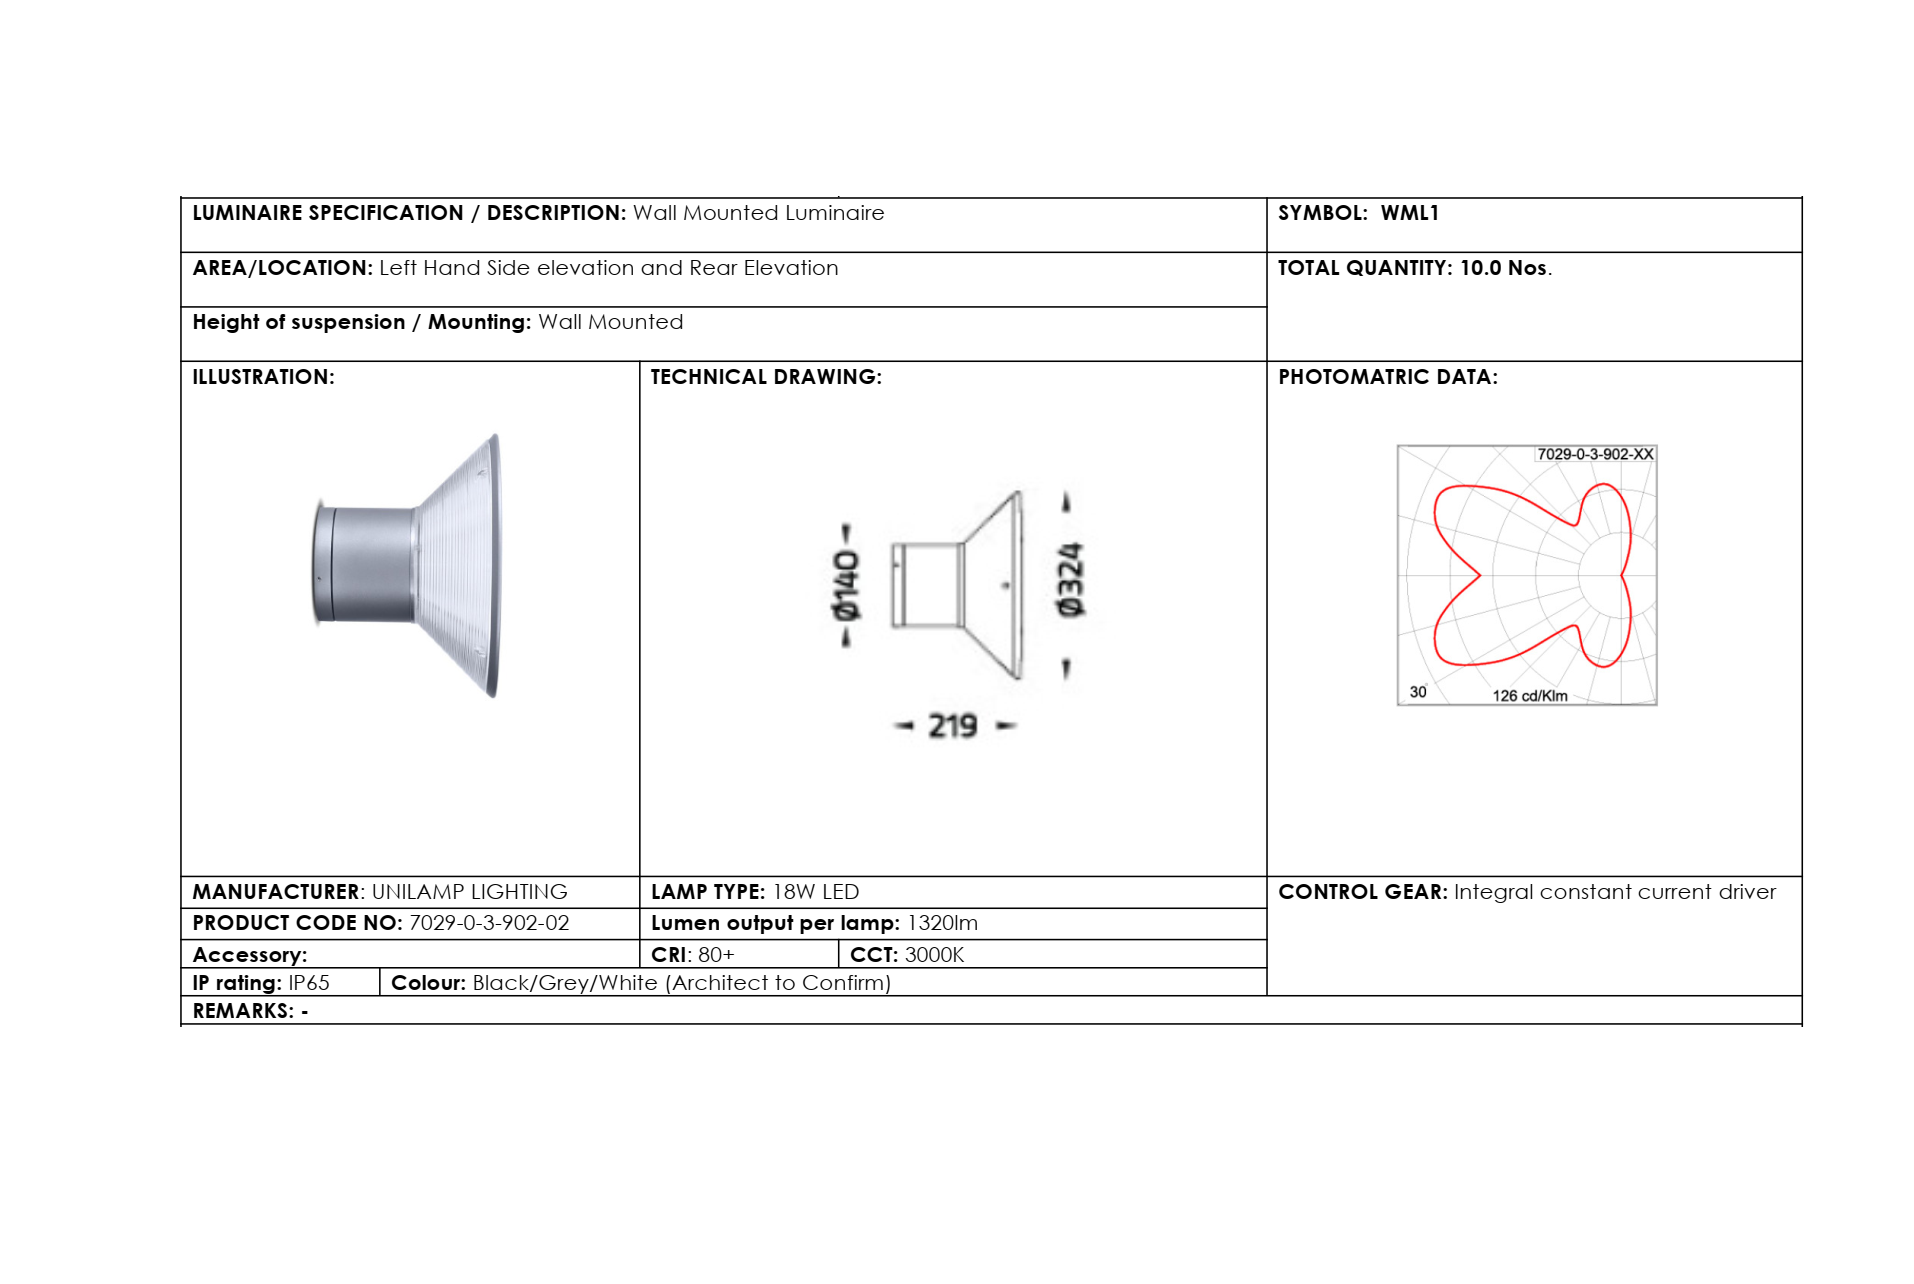 LUMINAIRE SPECIFICATION / DESCRIPTION: Wall Mounted Luminaire
SYMBOL: WML1
AREA/LOCATION: Left Hand Side elevation and Rear Elevation
TOTAL QUANTITY: 10.0 Nos.
Height of suspension / Mounting: Wall Mounted
ILLUSTRATION:
TECHNICAL DRAWING:
Ø140
Ø324
219
PHOTOMATRIC DATA:
7029-0-3-902-XX
30°
126 cd/Klm
MANUFACTURER: UNILAMP LIGHTING
LAMP TYPE: 18W LED
CONTROL GEAR: Integral constant current driver
PRODUCT CODE NO: 7029-0-3-902-02
Lumen output per lamp: 1320lm
Accessory:
CRI: 80+
CCT: 3000K
IP rating: IP65
Colour: Black/Grey/White (Architect to Confirm)
REMARKS: -